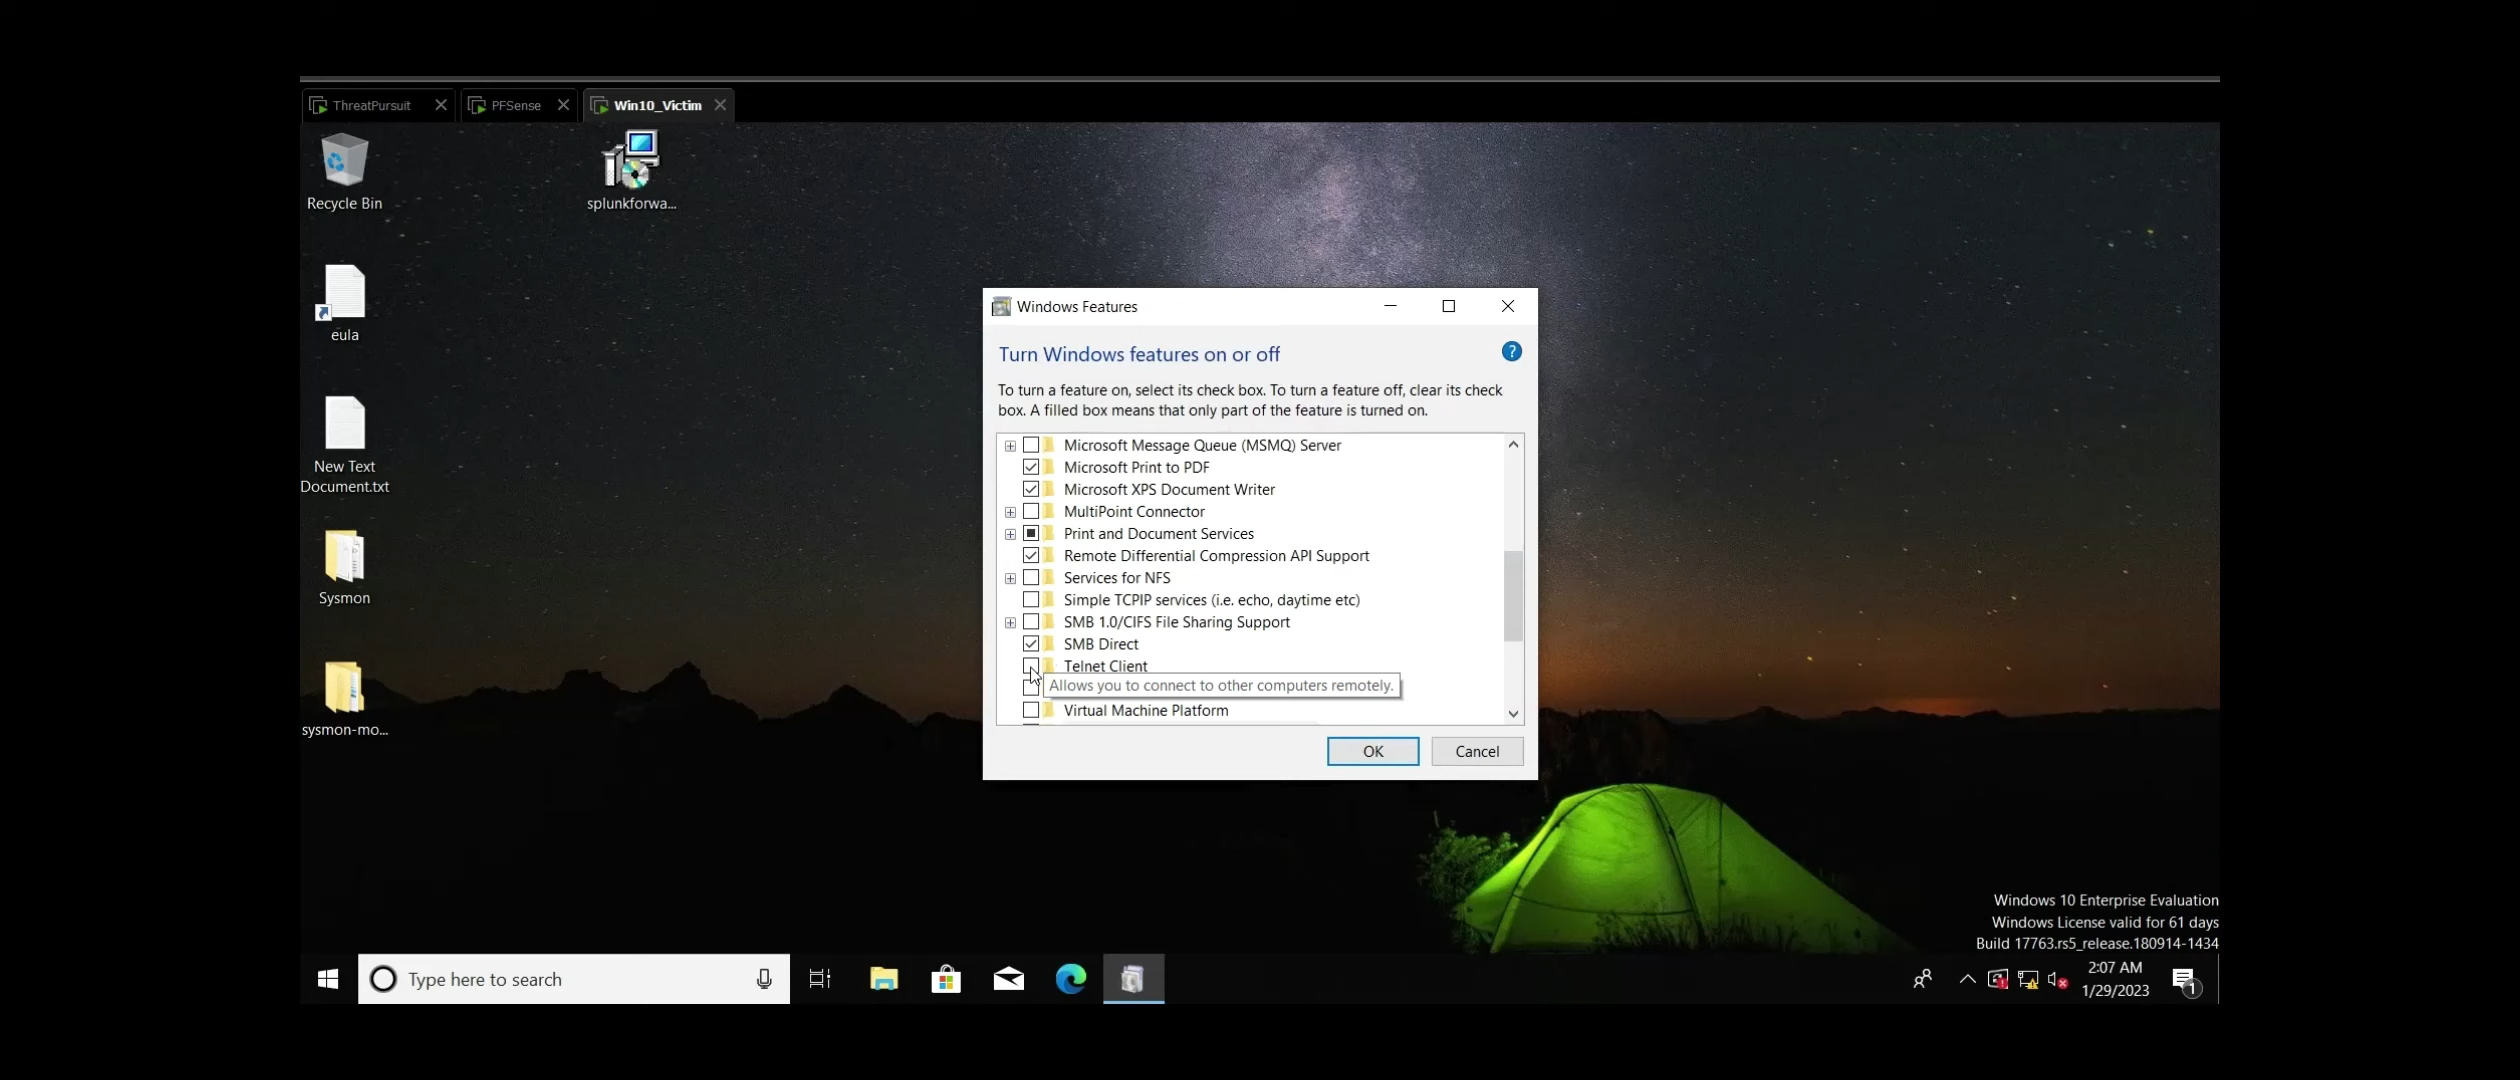 ThreatPursuit
PFSense
Win10_Victim
Recycle Bin
splunkforwa...
eula
New Text
Document.txt
Sysmon
sysmon-mo...
Windows Features
Turn Windows features on or off
?
To turn a feature on, select its check box. To turn a feature off, clear its check
box. A filled box means that only part of the feature is turned on.
Microsoft Message Queue (MSMQ) Server
Microsoft Print to PDF
Microsoft XPS Document Writer
MultiPoint Connector
Print and Document Services
Remote Differential Compression API Support
Services for NFS
Simple TCPIP services (i.e. echo, daytime etc)
SMB 1.0/CIFS File Sharing Support
SMB Direct
Telnet Client
Allows you to connect to other computers remotely.
Virtual Machine Platform
OK
Cancel
Windows 10 Enterprise Evaluation
Windows License valid for 61 days
Build 17763.rs5_release.180914-1434
Type here to search
2:07 AM
1/29/2023
1